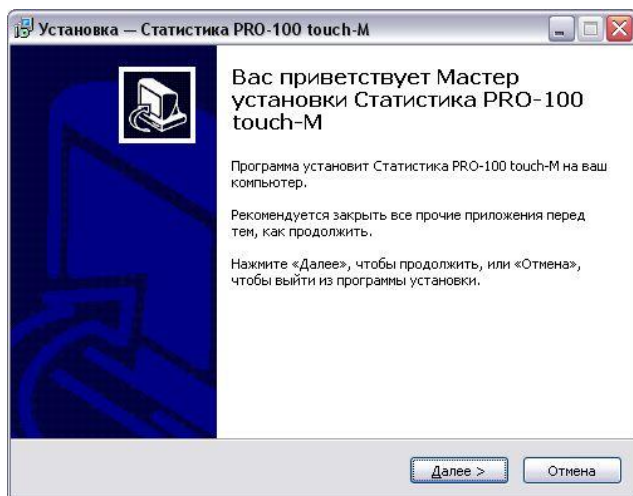 Установка — Статистика PRO-100 touch-M
Вас приветствует Мастер
установки Статистика PRO-100
touch-M
Программа установит Статистика PRO-100 touch-M на ваш
компьютер.
Рекомендуется закрыть все прочие приложения перед
тем, как продолжить.
Нажмите «Далее», чтобы продолжить, или «Отмена»,
чтобы выйти из программы установки.
Далее >
Отмена